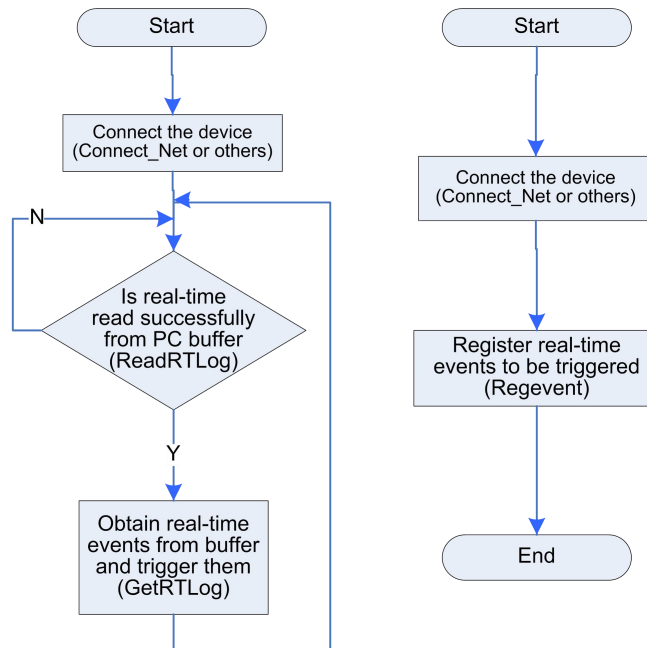 Start
Connect the device
(Connect_Net or others)
N
Is real-time
read successfully
from PC buffer
(ReadRTLog)
Y
Obtain real-time
events from buffer
and trigger them
(GetRTLog)
Start
Connect the device
(Connect_Net or others)
Register real-time
events to be triggered
(Regevent)
End